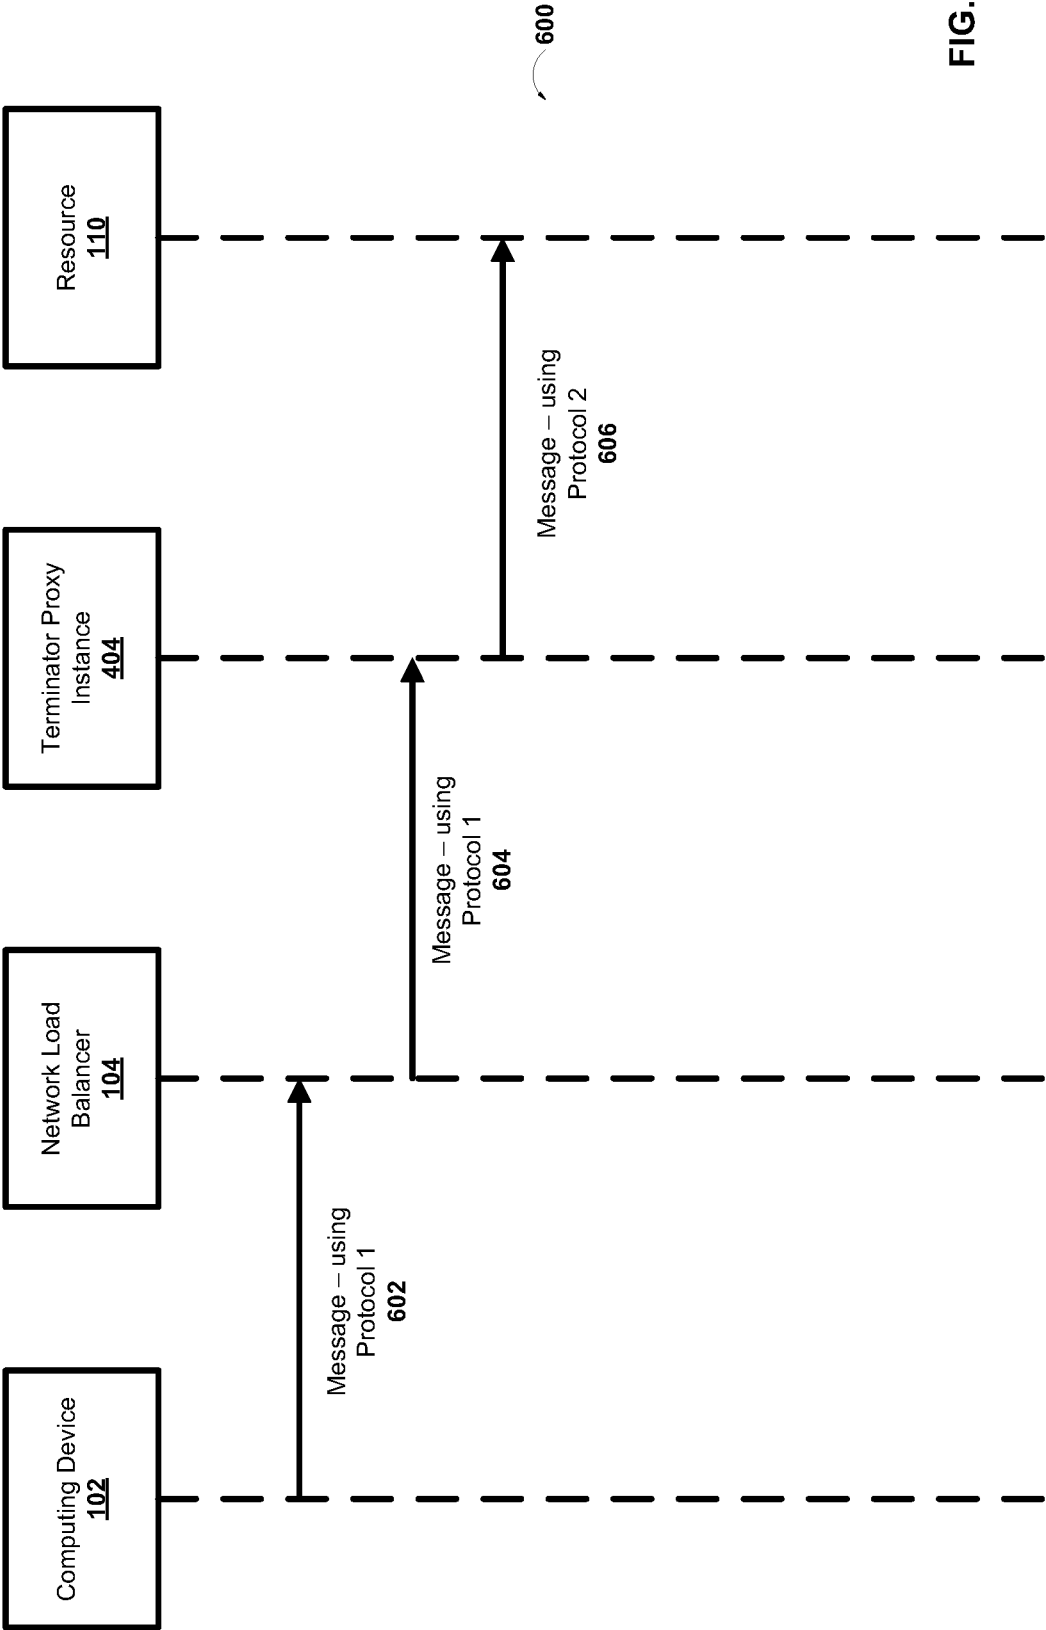 Computing Device
102
Network Load
Balancer
104
Terminator Proxy
Instance
404
Resource
110
Message – using
Protocol 1
602
Message – using
Protocol 1
604
Message – using
Protocol 2
606
600
FIG.